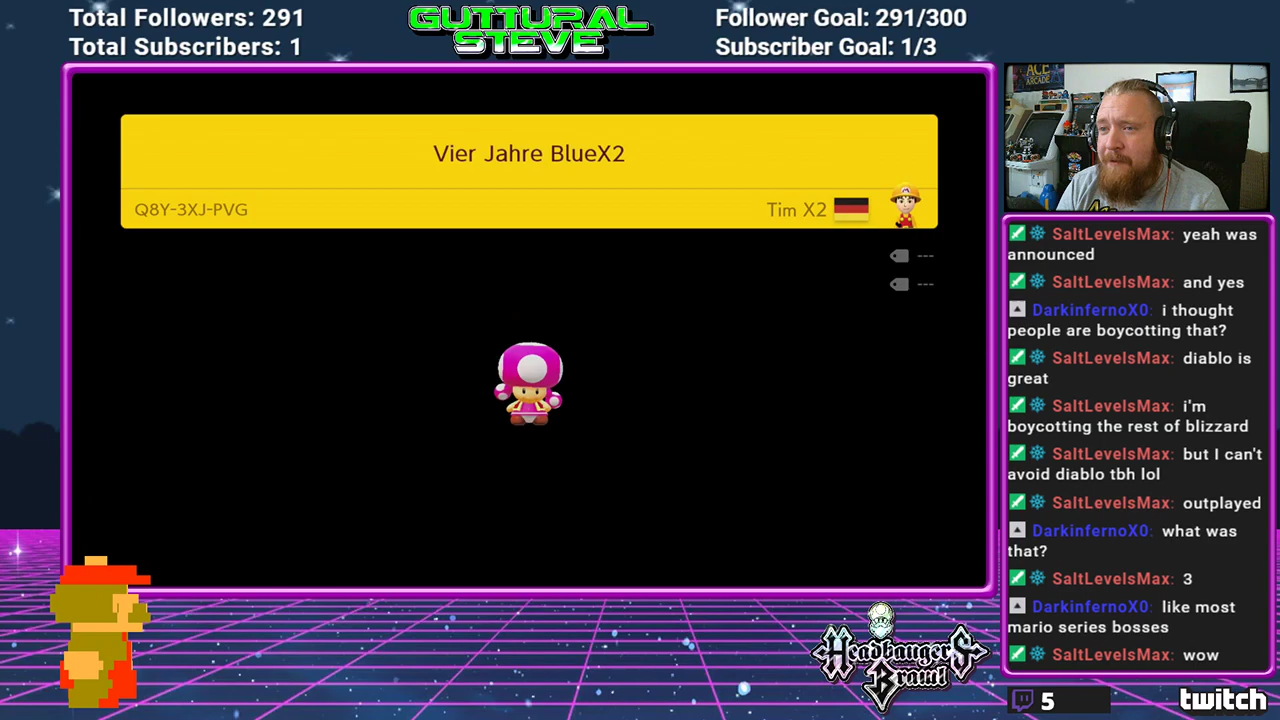 Total Followers: 291
Total Subscribers: 1
GUTTURAL
STEVE
Follower Goal: 291/300
Subscriber Goal: 1/3
Vier Jahre BlueX2
Q8Y-3XJ-PVG
Tim X2
---
---
ACE
ARCADE
SaltLevelsMax: yeah was
announced
SaltLevelsMax: and yes
DarkinfernoX0: i thought
people are boycotting that?
SaltLevelsMax: diablo is
great
SaltLevelsMax: i'm
boycotting the rest of blizzard
SaltLevelsMax: but I can't
avoid diablo tbh lol
SaltLevelsMax: outplayed
DarkinfernoX0: what was
that?
SaltLevelsMax: 3
DarkinfernoX0: like most
mario series bosses
SaltLevelsMax: wow
Headbangers
Brawl
5
twitch